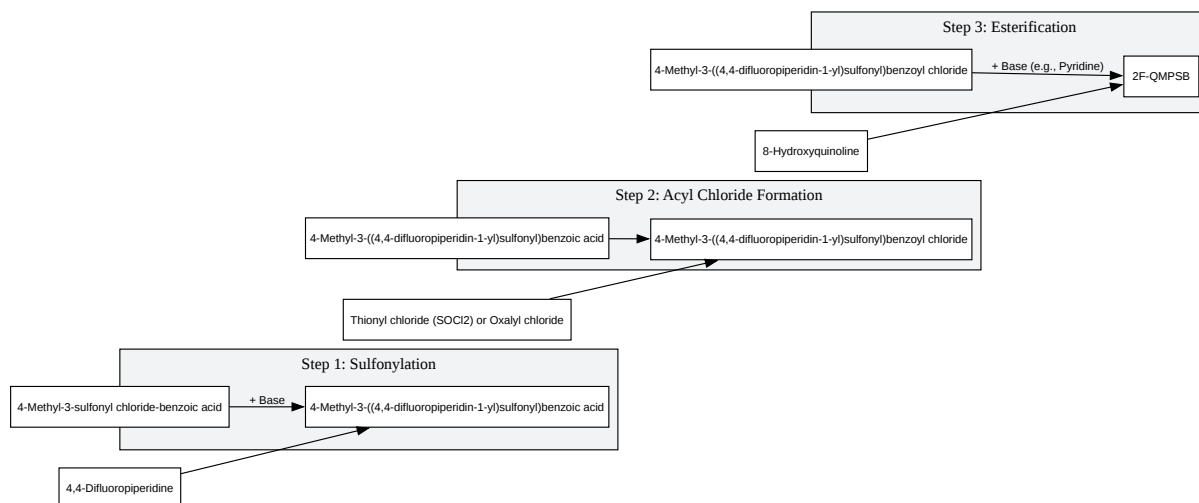 Step 3: Esterification
4-Methyl-3-((4,4-difluoropiperidin-1-yl)sulfonyl)benzoyl chloride
+ Base (e.g., Pyridine)
2F-QMPSB
8-Hydroxyquinoline
Step 2: Acyl Chloride Formation
4-Methyl-3-((4,4-difluoropiperidin-1-yl)sulfonyl)benzoic acid
4-Methyl-3-((4,4-difluoropiperidin-1-yl)sulfonyl)benzoyl chloride
Thionyl chloride (SOCl2) or Oxalyl chloride
Step 1: Sulfonylation
4-Methyl-3-sulfonyl chloride-benzoic acid
+ Base
4-Methyl-3-((4,4-difluoropiperidin-1-yl)sulfonyl)benzoic acid
4,4-Difluoropiperidine